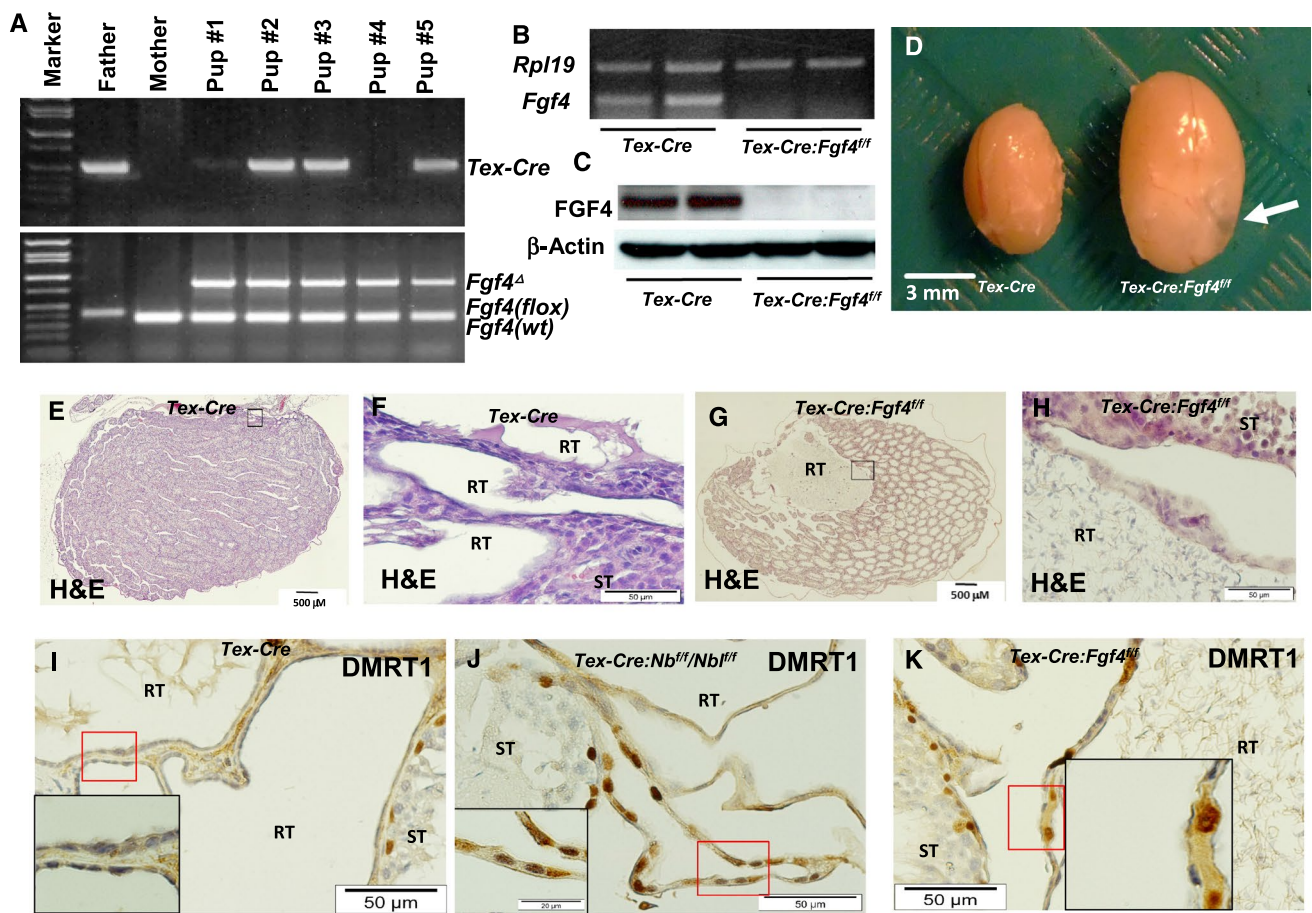 A
Marker
Father
Mother
Pup #1
Pup #2
Pup #3
Pup #4
Pup #5
Tex-Cre
Fgf4Δ
Fgf4(flox)
Fgf4(wt)
B
Rpl19
Fgf4
Tex-Cre
Tex-Cre:Fgf4f/f
C
FGF4
β-Actin
Tex-Cre
Tex-Cre:Fgf4f/f
D
3 mm
Tex-Cre
Tex-Cre:Fgf4f/f
E
Tex-Cre
H&E
500 µM
F
Tex-Cre
RT
RT
RT
ST
H&E
50 µm
G
Tex-Cre:Fgf4f/f
RT
H&E
500 µM
H
Tex-Cre:Fgf4f/f
ST
RT
H&E
50 µm
I
Tex-Cre
DMRT1
RT
RT
ST
50 µm
J
Tex-Cre:Nbf/f/Nblf/f
DMRT1
RT
ST
20 µm
50 µm
K
Tex-Cre:Fgf4f/f
DMRT1
RT
ST
50 µm